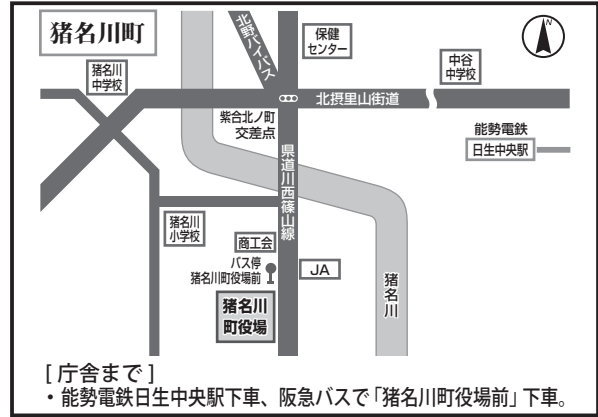 猪名川町
北野バイパス
保健
センター
N
猪名川
中学校
中谷
中学校
北摂里山街道
紫合北ノ町
交差点
能勢電鉄
日生中央駅
県道川西篠山線
猪名川
小学校
商工会
バス停
猪名川町役場前
JA
猪名川
猪名川
町役場
[庁舎まで]
・能勢電鉄日生中央駅下車、阪急バスで「猪名川町役場前」下車。